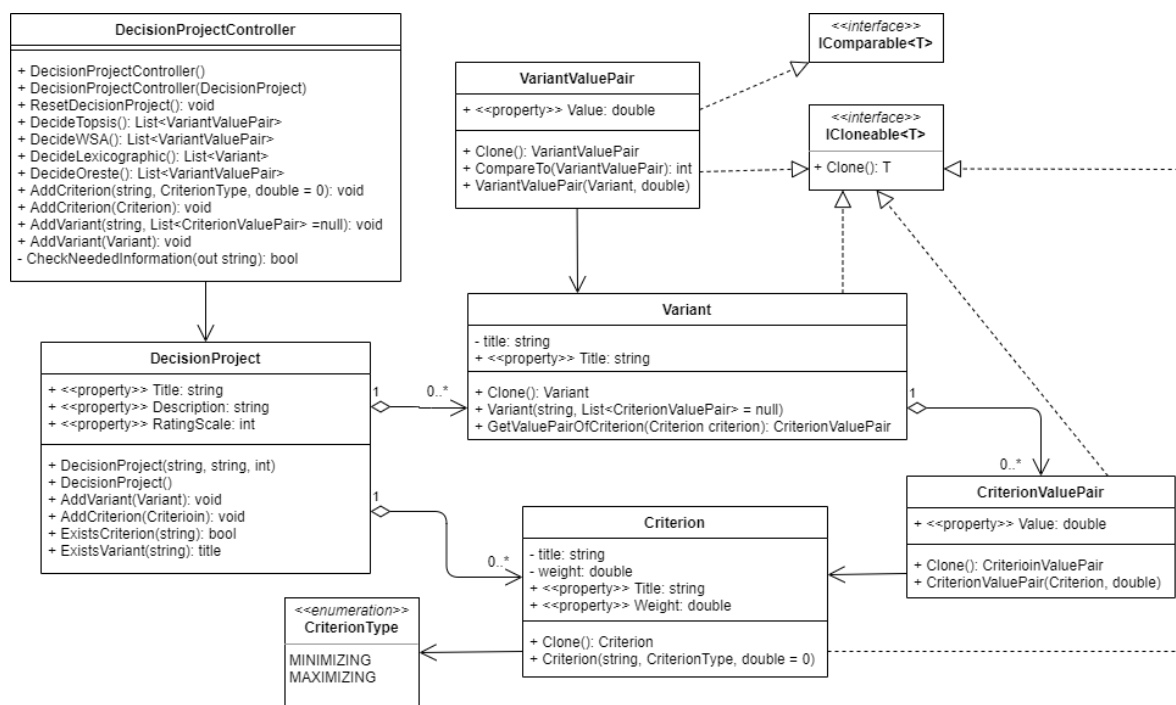 DecisionProjectController
+ DecisionProjectController()
+ DecisionProjectController(DecisionProject)
+ ResetDecisionProject(): void
+ DecideTopsis(): List<VariantValuePair>
+ DecideWSA(): List<VariantValuePair>
+ DecideLexicographic(): List<Variant>
+ DecideOreste(): List<VariantValuePair>
+ AddCriterion(string, CriterionType, double = 0): void
+ AddCriterion(Criterion): void
+ AddVariant(string, List<CriterionValuePair> =null): void
+ AddVariant(Variant): void
- CheckNeededInformation(out string): bool
VariantValuePair
+ <<property>> Value: double
+ Clone(): VariantValuePair
+ CompareTo(VariantValuePair): int
+ VariantValuePair(Variant, double)
<<interface>>
IComparable<T>
<<interface>>
ICloneable<T>
+ Clone(): T
Variant
- title: string
+ <<property>> Title: string
+ Clone(): Variant
+ Variant(string, List<CriterionValuePair> = null)
+ GetValuePairOfCriterion(Criterion criterion): CriterionValuePair
DecisionProject
+ <<property>> Title: string
+ <<property>> Description: string
+ <<property>> RatingScale: int
+ DecisionProject(string, string, int)
+ DecisionProject()
+ AddVariant(Variant): void
+ AddCriterion(Criterioin): void
+ ExistsCriterion(string): bool
+ ExistsVariant(string): title
1
0..*
1
0..*
1
0..*
CriterionValuePair
+ <<property>> Value: double
+ Clone(): CriterioinValuePair
+ CriterionValuePair(Criterion, double)
Criterion
- title: string
- weight: double
+ <<property>> Title: string
+ <<property>> Weight: double
+ Clone(): Criterion
+ Criterion(string, CriterionType, double = 0)
<<enumeration>>
CriterionType
MINIMIZING
MAXIMIZING